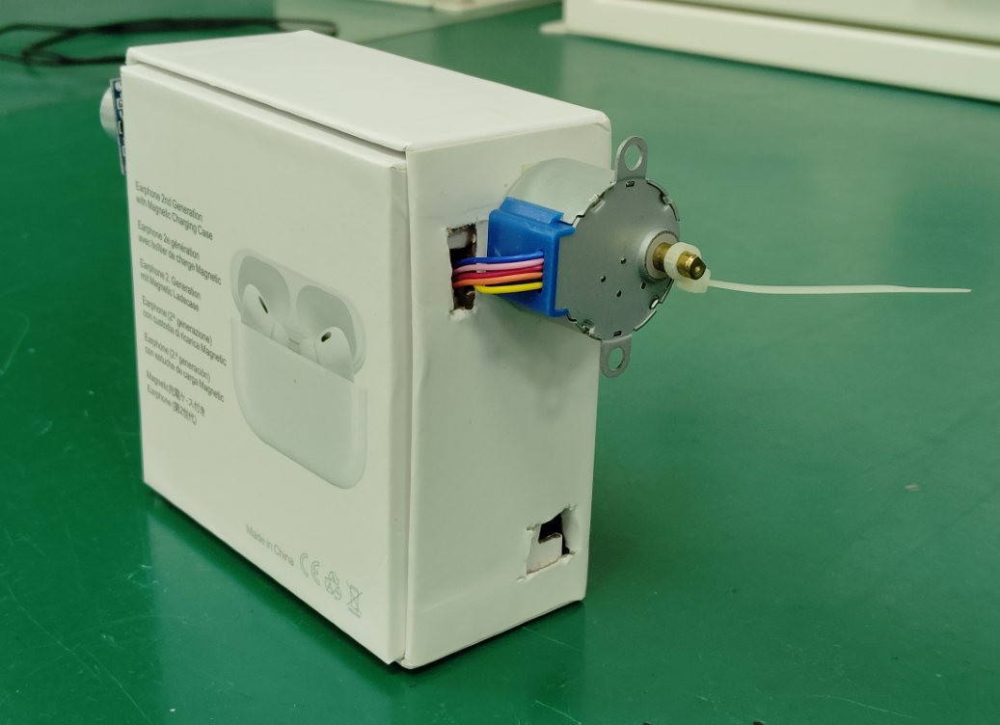 Earphone 2nd Generation
with Magnetic Charging Case
Earphone 2e génération
avec boîtier de charge Magnetic
Earphone 2. Generation
mit Magnetic Ladecase
Earphone (2ª generazione)
con custodia di ricarica Magnetic
Earphone (2.ª generación)
con estuche de carga Magnetic
Magnetic充電ケース付き
Earphone (第2世代)
Made in China
CE